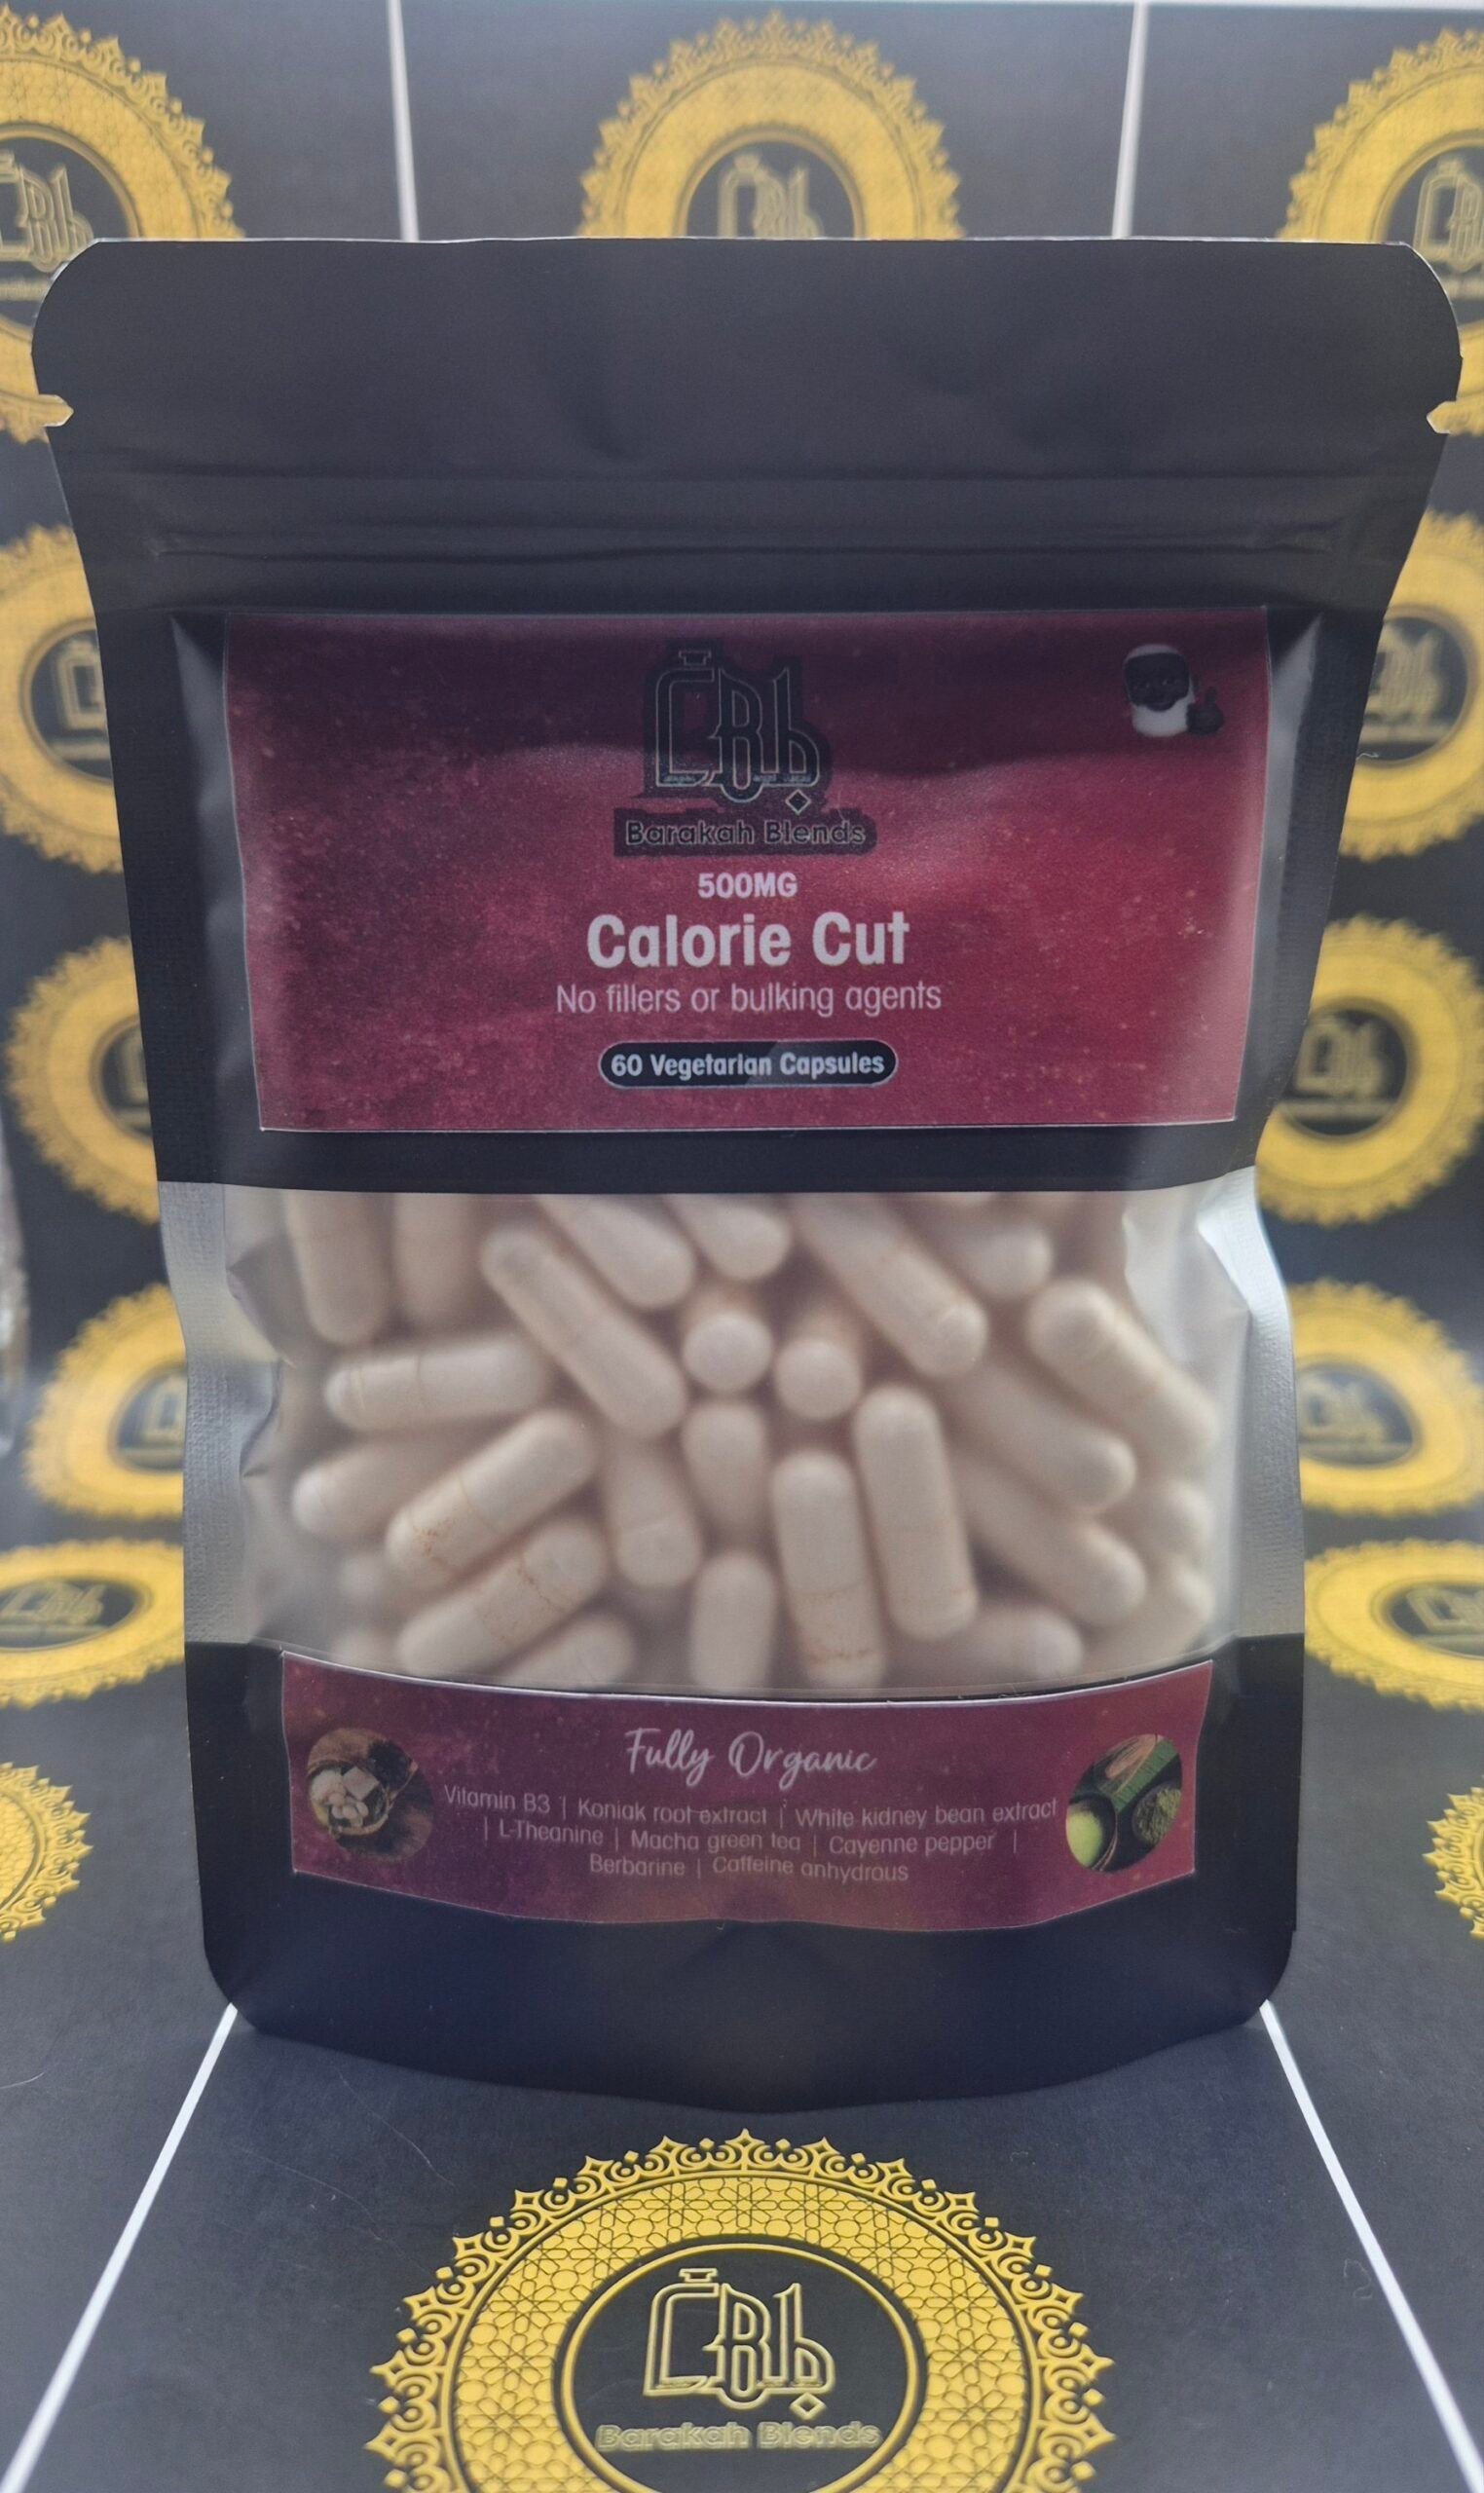 Barakah Blends
500MG
Calorie Cut
No fillers or bulking agents
60 Vegetarian Capsules
Fully Organic
Vitamin B3 | Koniak root extract | White kidney bean extract
| L-Theanine | Macha green tea | Cayenne pepper |
Berbarine | Caffeine anhydrous
Barakah Blends